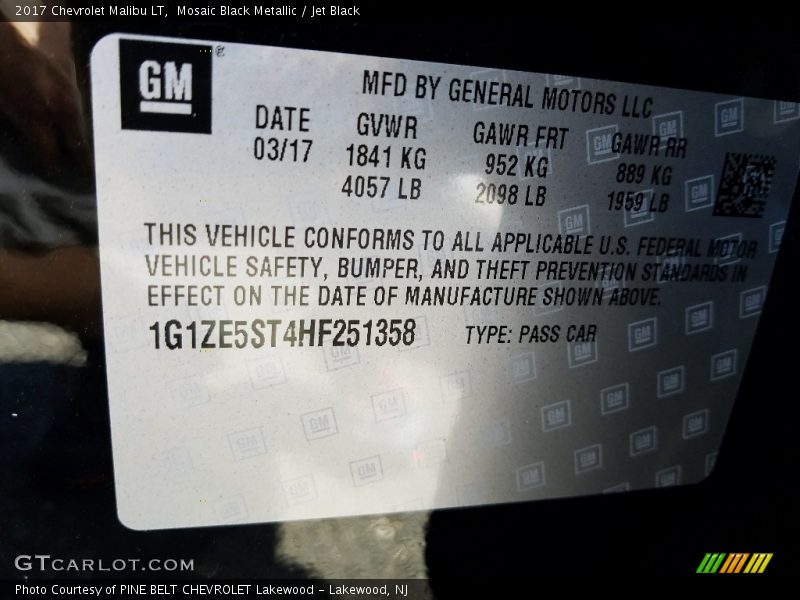 2017 Chevrolet Malibu LT,  Mosaic Black Metallic / Jet Black
GM®
MFD BY GENERAL MOTORS LLC
DATE GVWR GAWR FRT GAWR RR
03/17 1841 KG 952 KG 889 KG
4057 LB 2098 LB 1959 LB
THIS VEHICLE CONFORMS TO ALL APPLICABLE U.S. FEDERAL MOTOR
VEHICLE SAFETY, BUMPER, AND THEFT PREVENTION STANDARDS IN
EFFECT ON THE DATE OF MANUFACTURE SHOWN ABOVE.
1G1ZE5ST4HF251358 TYPE: PASS CAR
GTcarlot.com
Photo Courtesy of PINE BELT CHEVROLET Lakewood - Lakewood, NJ